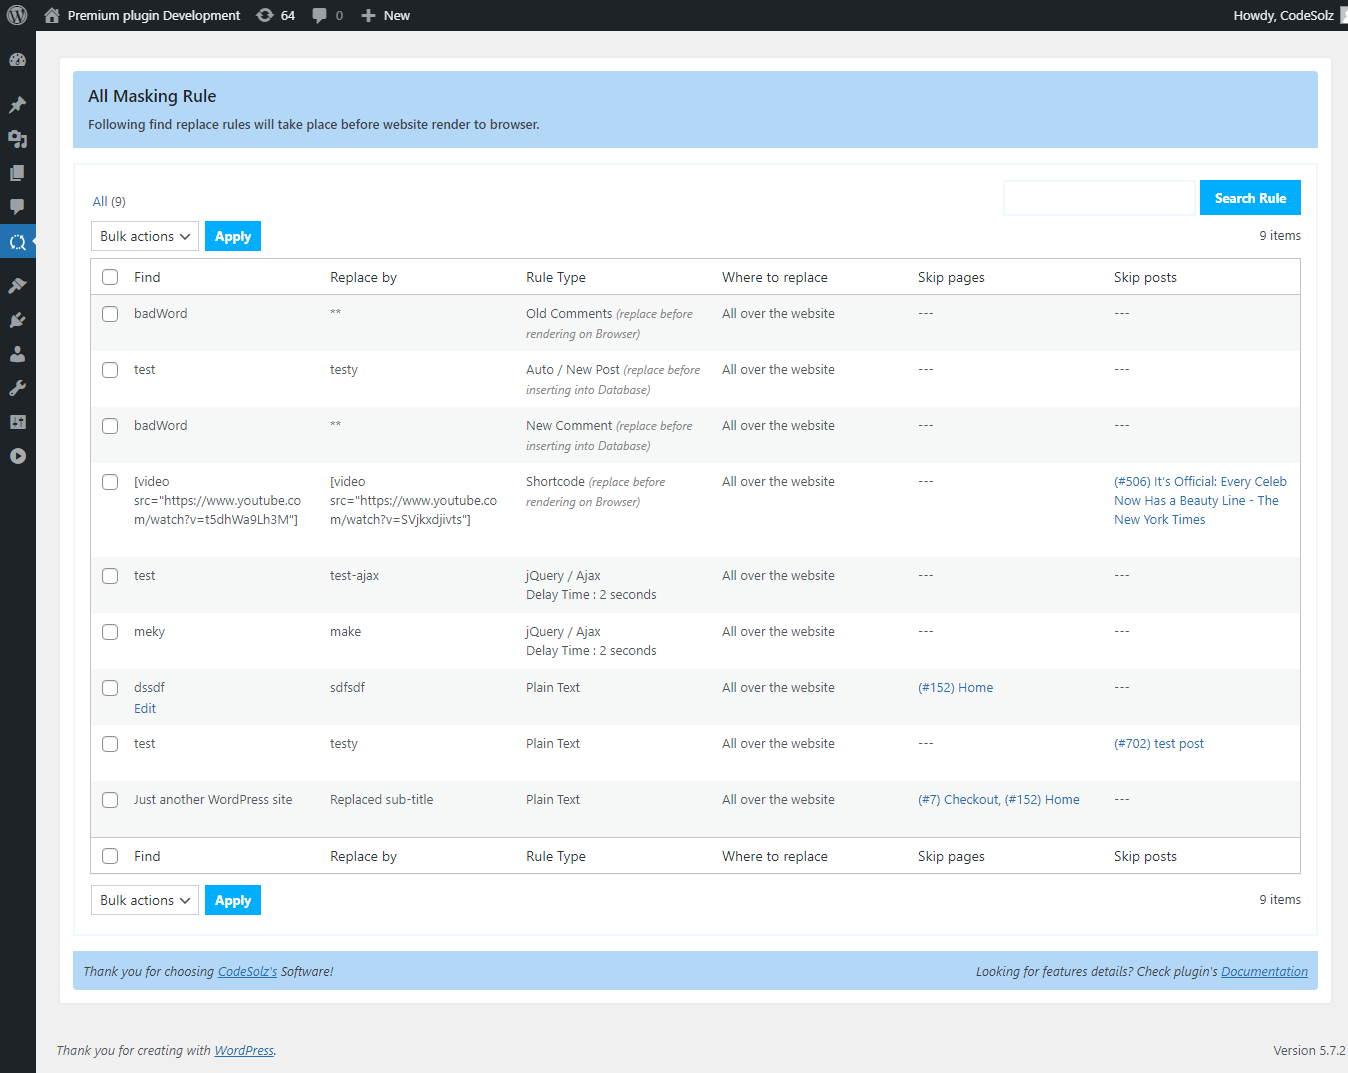 Premium plugin Development 64 0 New Howdy, CodeSolz
All Masking Rule
Following find replace rules will take place before website render to browser.
All (9) Search Rule
Bulk actions Apply 9 items
Find Replace by Rule Type Where to replace Skip pages Skip posts
badWord ** Old Comments (replace before All over the website --- ---
rendering on Browser)
test testy Auto / New Post (replace before All over the website --- ---
inserting into Database)
badWord ** New Comment (replace before All over the website --- ---
inserting into Database)
[video [video Shortcode (replace before All over the website --- (#506) It's Official: Every Celeb
src="https://www.youtube.co src="https://www.youtube.co rendering on Browser) Now Has a Beauty Line - The
m/watch?v=t5dhWa9Lh3M"] m/watch?v=SVjkxdjivts"] New York Times
test test-ajax jQuery / Ajax All over the website --- ---
Delay Time : 2 seconds
meky make jQuery / Ajax All over the website --- ---
Delay Time : 2 seconds
dssdf sdfsdf Plain Text All over the website (#152) Home ---
Edit
test testy Plain Text All over the website --- (#702) test post
Just another WordPress site Replaced sub-title Plain Text All over the website (#7) Checkout, (#152) Home ---
Find Replace by Rule Type Where to replace Skip pages Skip posts
Bulk actions Apply 9 items
Thank you for choosing CodeSolz's Software! Looking for features details? Check plugin's Documentation
Thank you for creating with WordPress. Version 5.7.2